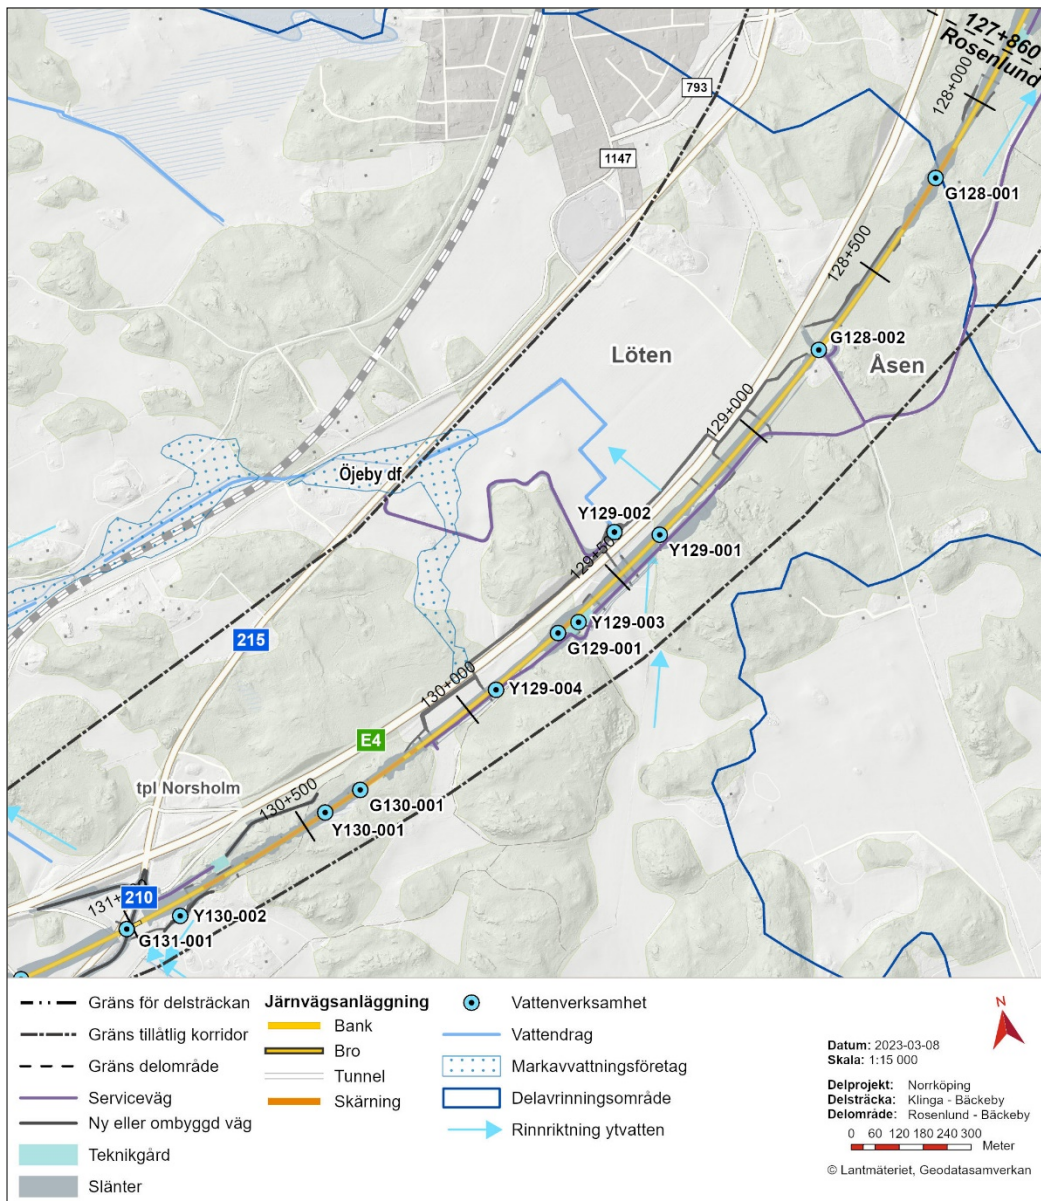 127+860
Rosenlund
128+000
793
1147
G128-001
128+500
G128-002
Löten
Åsen
129+000
Öjeby df
Y129-002
Y129-001
129+50
Y129-003
G129-001
215
130+000
Y129-004
E4
tpl Norsholm
130+500
G130-001
Y130-001
210
131+
Y130-002
G131-001
Gräns för delsträckan
Gräns tillåtlig korridor
Gräns delområde
Serviceväg
Ny eller ombyggd väg
Teknikgård
Slänter
Järnvägsanläggning
Bank
Bro
Tunnel
Skärning
Vattenverksamhet
Vattendrag
Markavvattningsföretag
Delavrinningsområde
Rinnriktning ytvatten
N
Datum: 2023-03-08
Skala: 1:15 000
Delprojekt: Norrköping
Delsträcka: Klinga - Bäckeby
Delområde: Rosenlund - Bäckeby
0 60 120 180 240 300
Meter
© Lantmäteriet, Geodatasamverkan